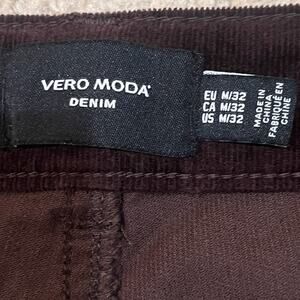 VERO MODA
DENIM
EU M/32
CA M/32
US M/32
MADE IN
CHINA
FABRIQUÉ EN
CHINE